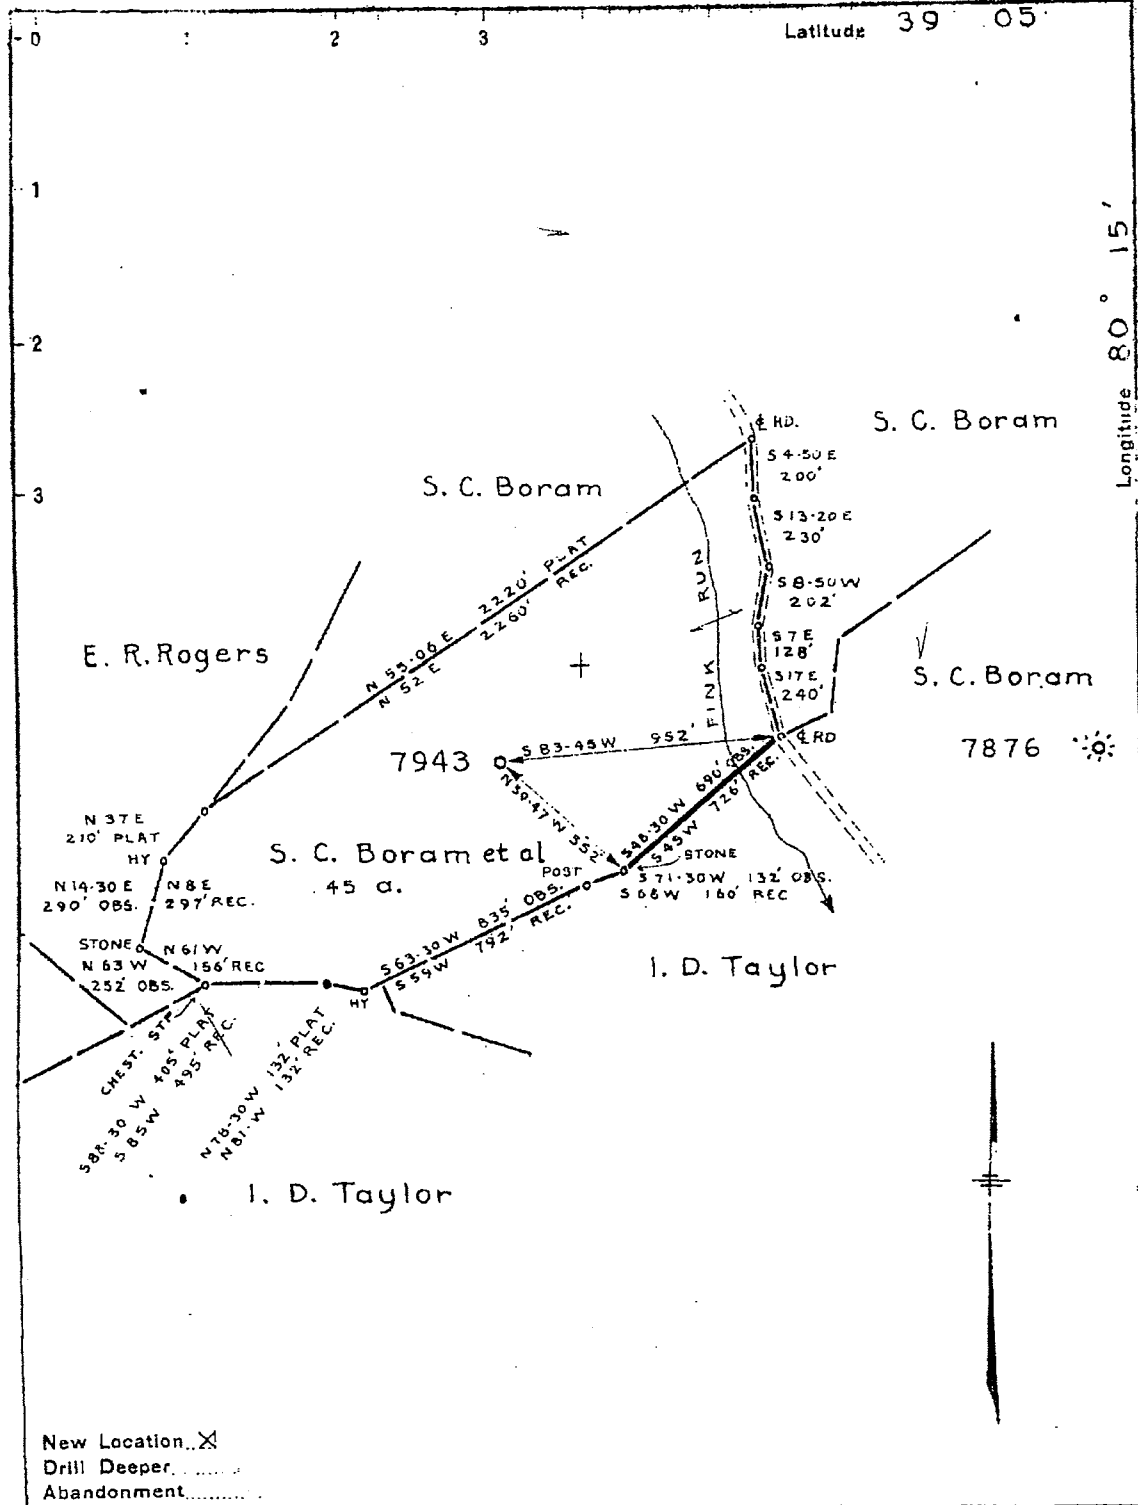 Latitude 39 05'
0 1 2 3
1
2
3
Longitude 80° 15'
℄ RD.
S. C. Boram
S 4-50 E
200'
S. C. Boram
S 13-20 E
230'
2220' PLAT
2260' REC.
N 55-06 E
N 52 E
S 8-50 W
202'
FINK RUN
S 7 E
128'
E. R. Rogers
S 17 E
240'
S. C. Boram
S 83-45 W 952'
℄ RD
7943
7876
N 59-47 W 552'
S 48-30 W 690' OBS.
S 45 W 726' REC.
N 37 E
210' PLAT
HY
S. C. Boram et al
45 a.
STONE
POST
S 71-30 W 132' OBS.
S 68 W 160' REC
N 14-30 E
290' OBS.
N 8 E
297' REC.
STONE
N 61 W
156' REC
N 63 W
252' OBS.
S 63-30 W 835' OBS.
S 59 W 792' REC.
I. D. Taylor
HY
CHEST. STP.
S 88-30 W 405' PLAT
S 85 W 495' REC.
N 78-30 W 132' PLAT
N 81 W 132' REC.
I. D. Taylor
New Location.. X
Drill Deeper.........
Abandonment...........